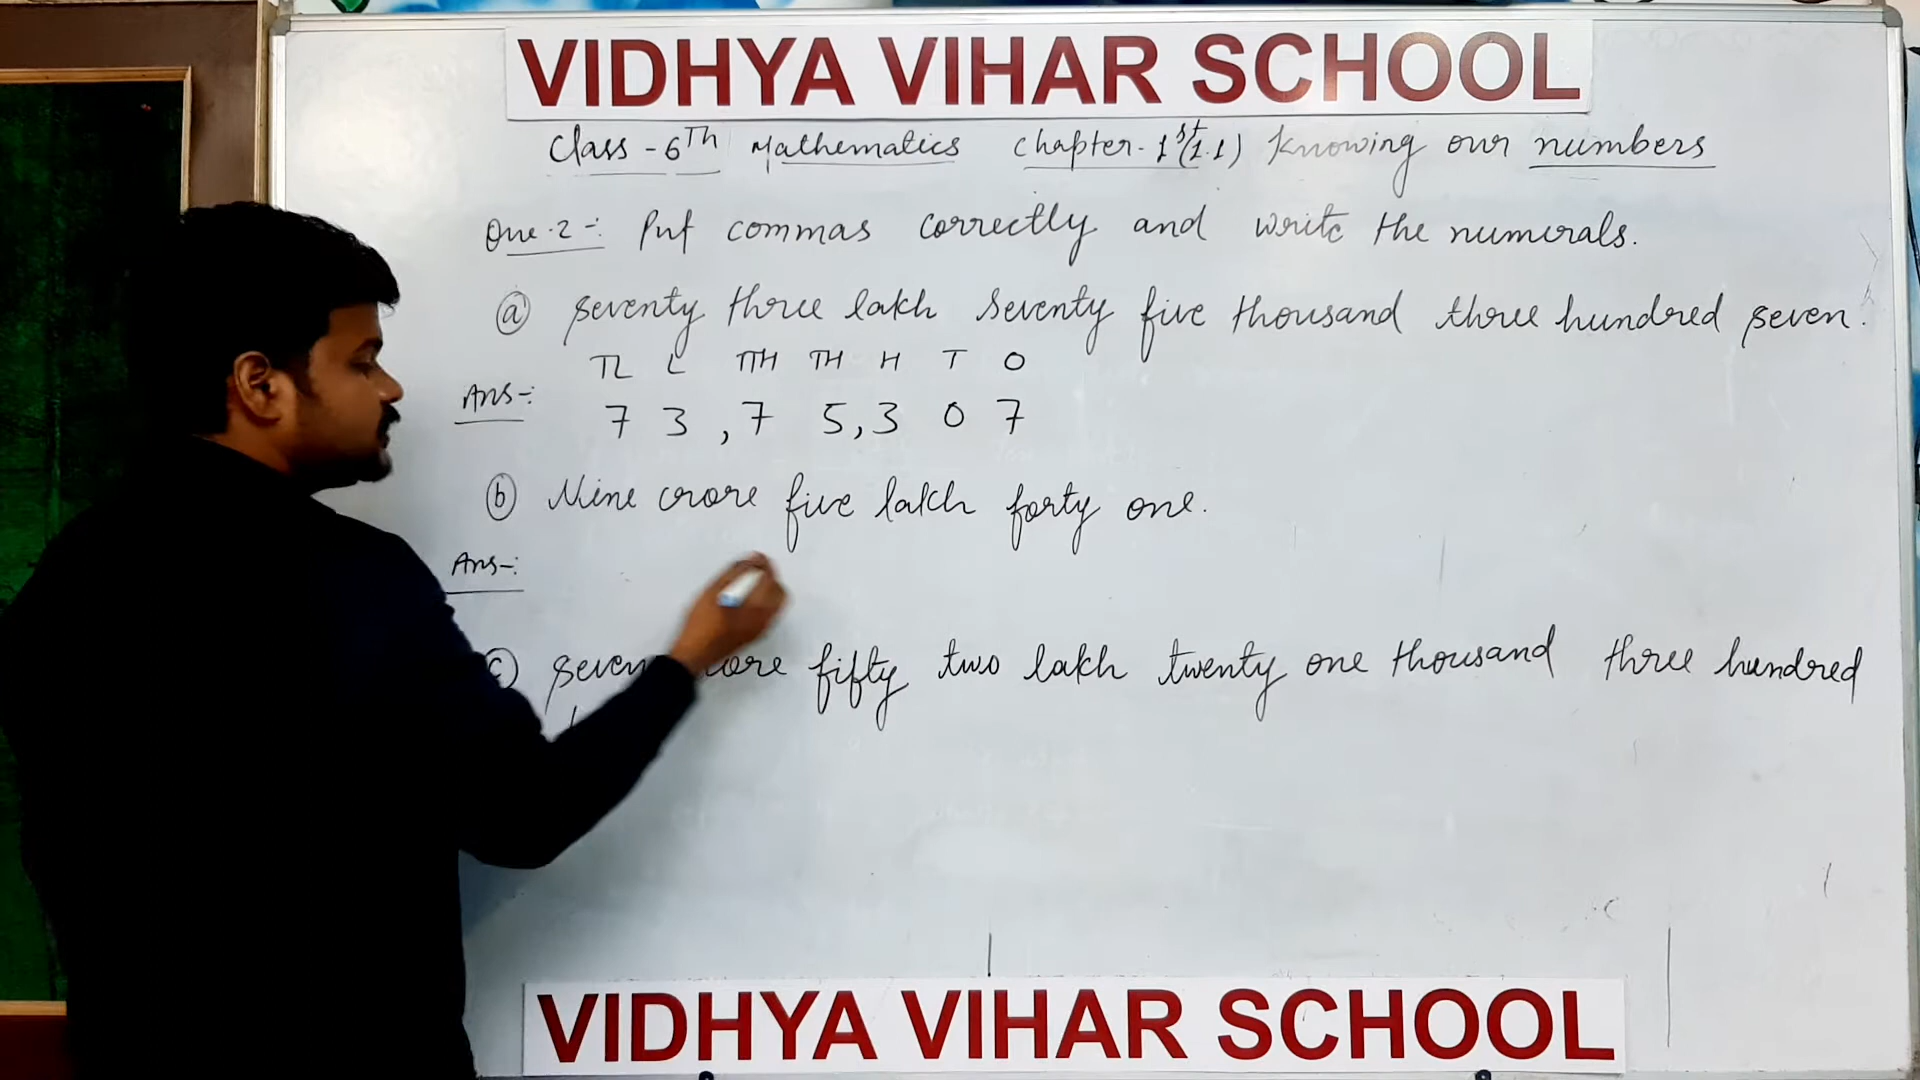 VIDHYA VIHAR SCHOOL
Class - 6TH Mathematics Chapter - 1st (1.1) Knowing our numbers
Que. 2 -: Put commas correctly and write the numerals.
(a) Seventy three lakh Seventy five thousand three hundred seven.
TL L TTH TH H T O
Ans -:
7 3 , 7 5 , 3 0 7
(b) Nine crore five lakh forty one.
Ans -:
(c) seven crore fifty two lakh twenty one thousand three hundred
VIDHYA VIHAR SCHOOL